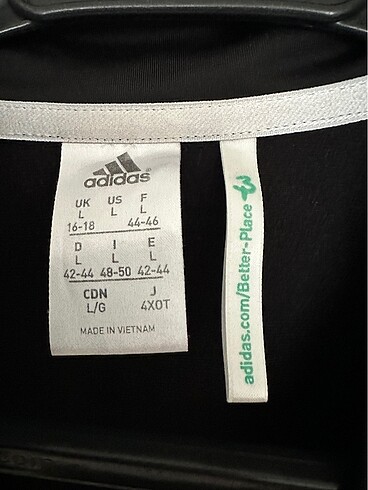 adidas
UK US F
L L L
16-18 44-46
D I E
L L L
42-44 48-50 42-44
CDN J
L/G 4XOT
MADE IN VIETNAM
adidas.com/Better-Place